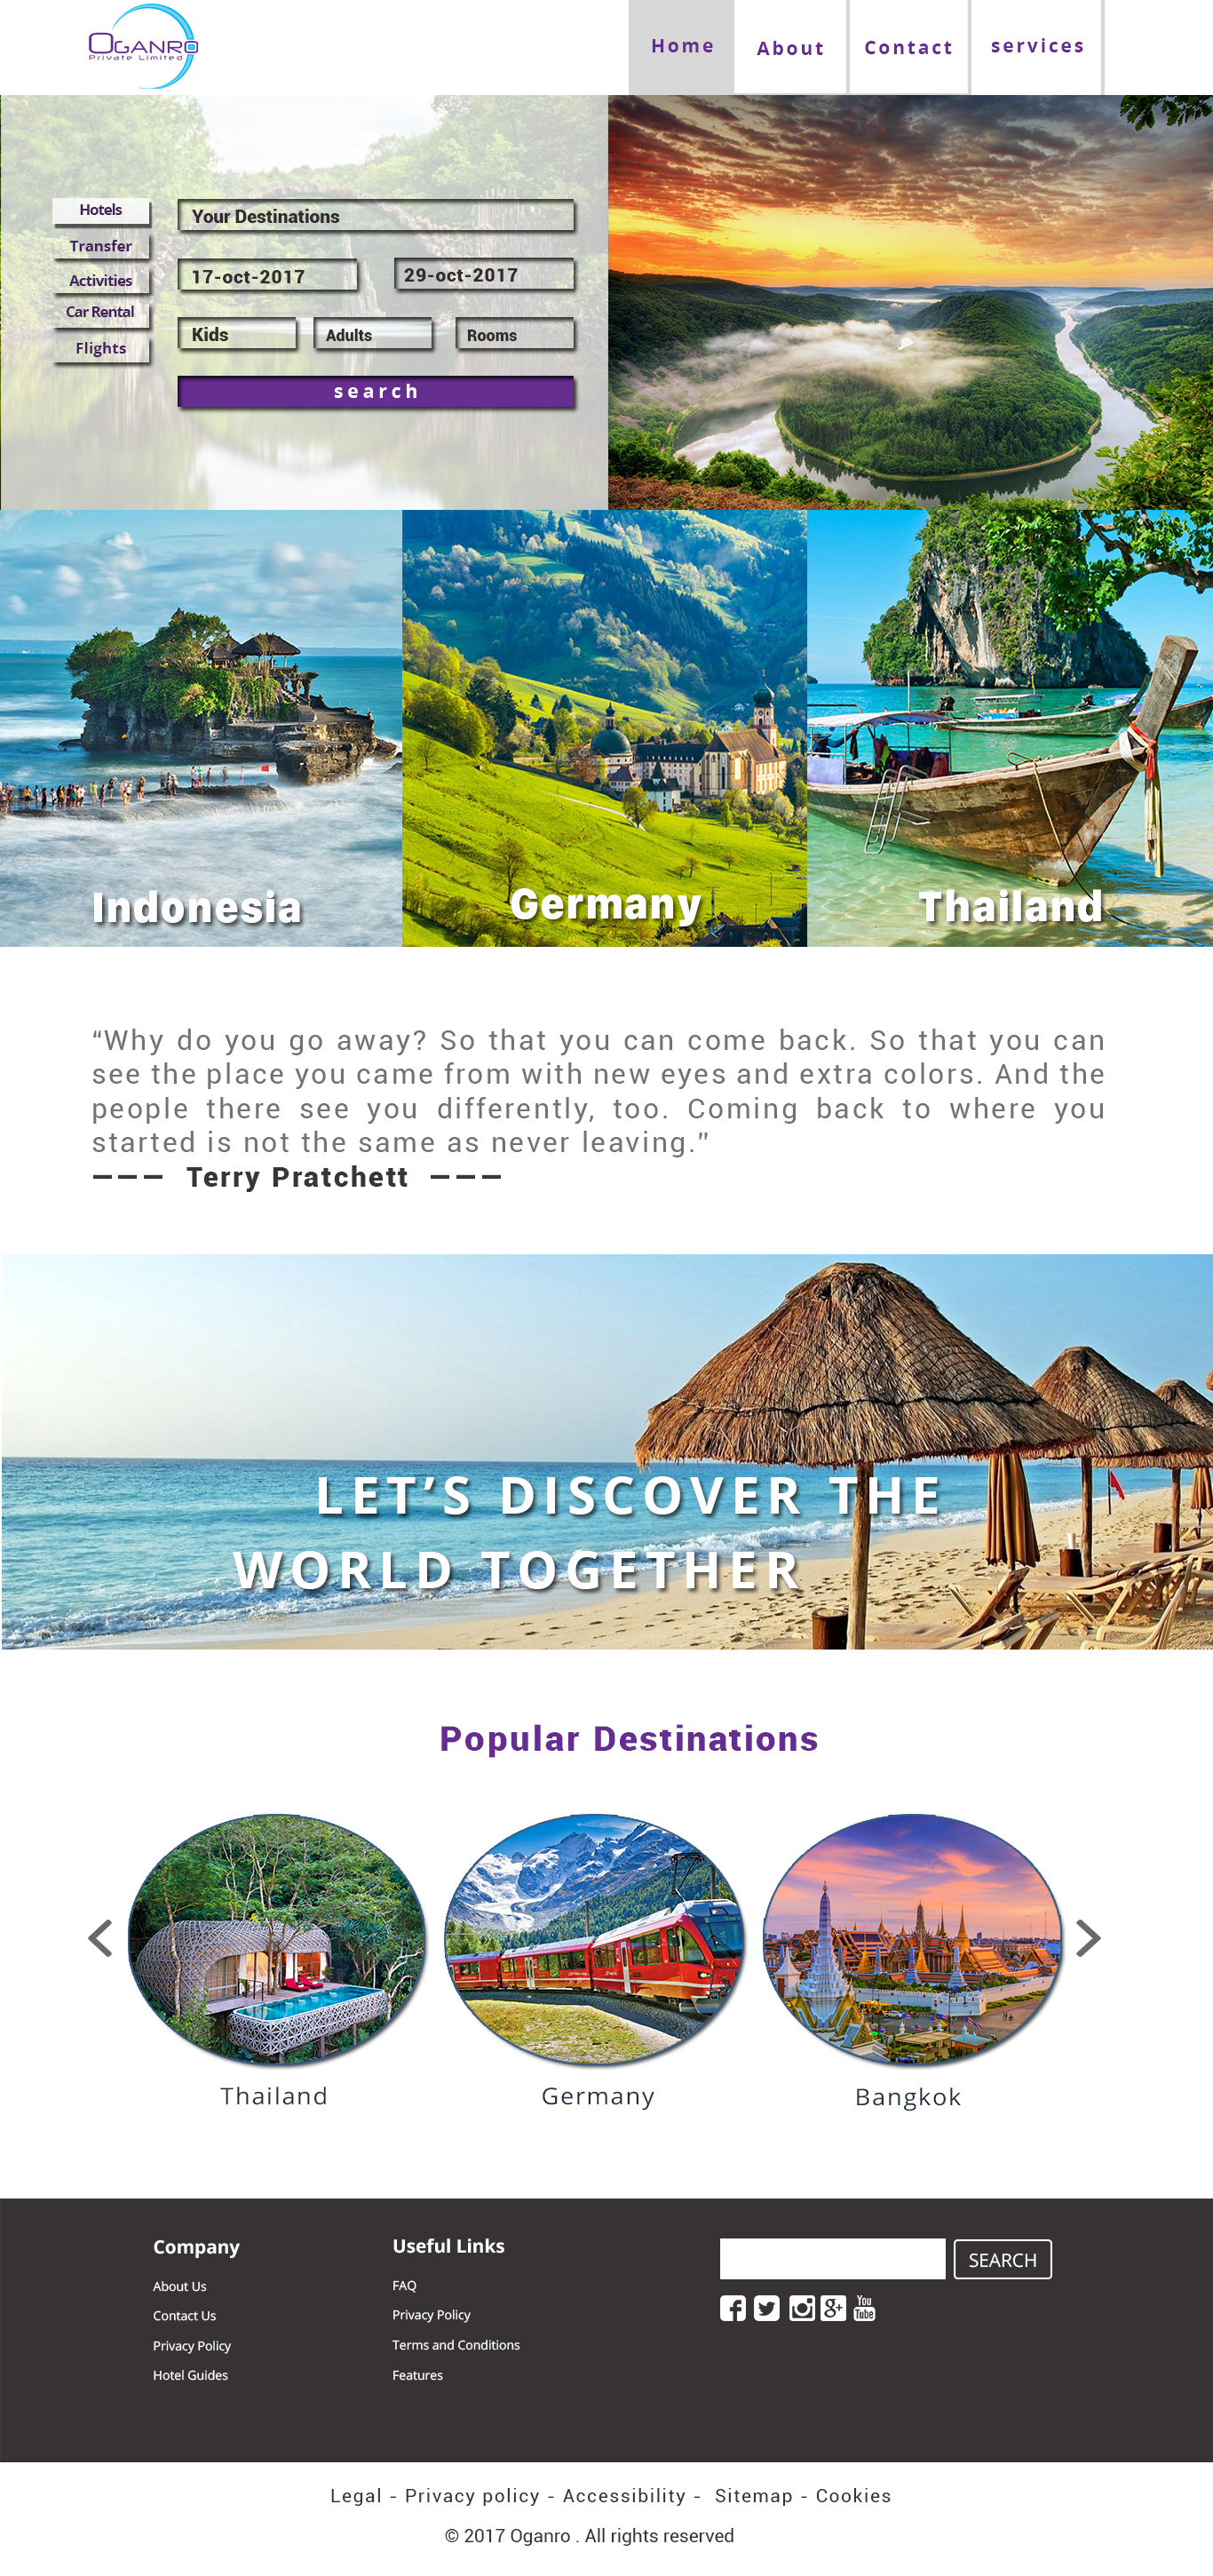 OGANRO
Private Limited
Home
About
Contact
services
Hotels
Transfer
Activities
Car Rental
Flights
Your Destinations
17-oct-2017
29-oct-2017
Kids
Adults
Rooms
search
Indonesia
Germany
Thailand
“Why do you go away? So that you can come back. So that you can
see the place you came from with new eyes and extra colors. And the
people there see you differently, too. Coming back to where you
started is not the same as never leaving.”
––– Terry Pratchett –––
LET’S DISCOVER THE
WORLD TOGETHER
Popular Destinations
Thailand
Germany
Bangkok
Company
About Us
Contact Us
Privacy Policy
Hotel Guides
Useful Links
FAQ
Privacy Policy
Terms and Conditions
Features
SEARCH
You
Tube
Legal - Privacy policy - Accessibility - Sitemap - Cookies
© 2017 Oganro . All rights reserved